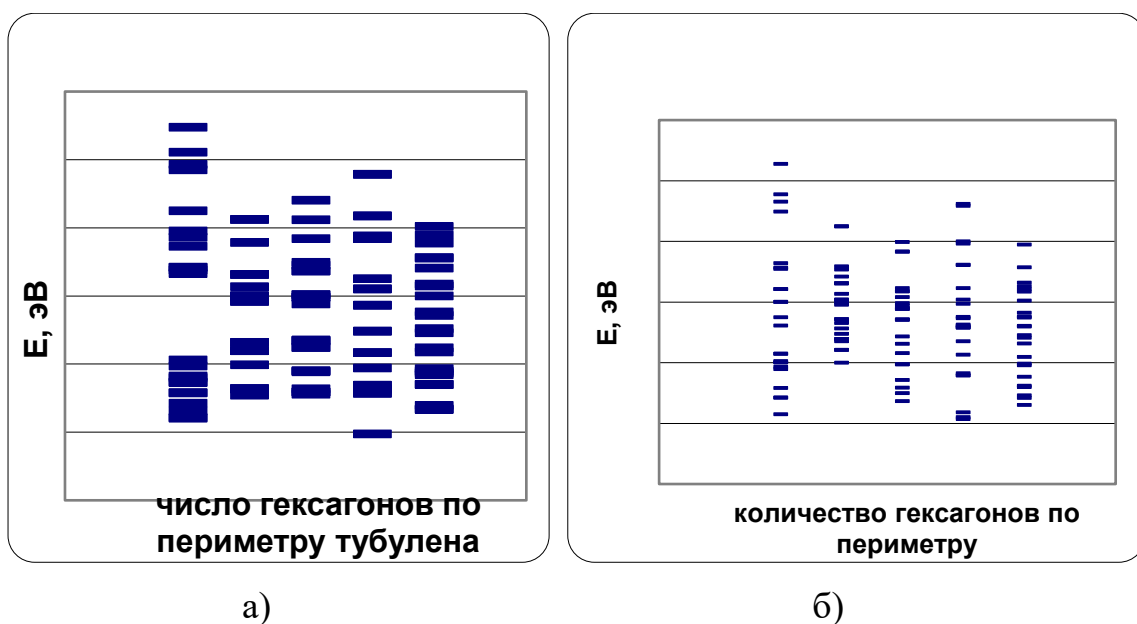 Е, эВ
число гексагонов по
периметру тубулена
а)
Е, эВ
количество гексагонов по
периметру
б)